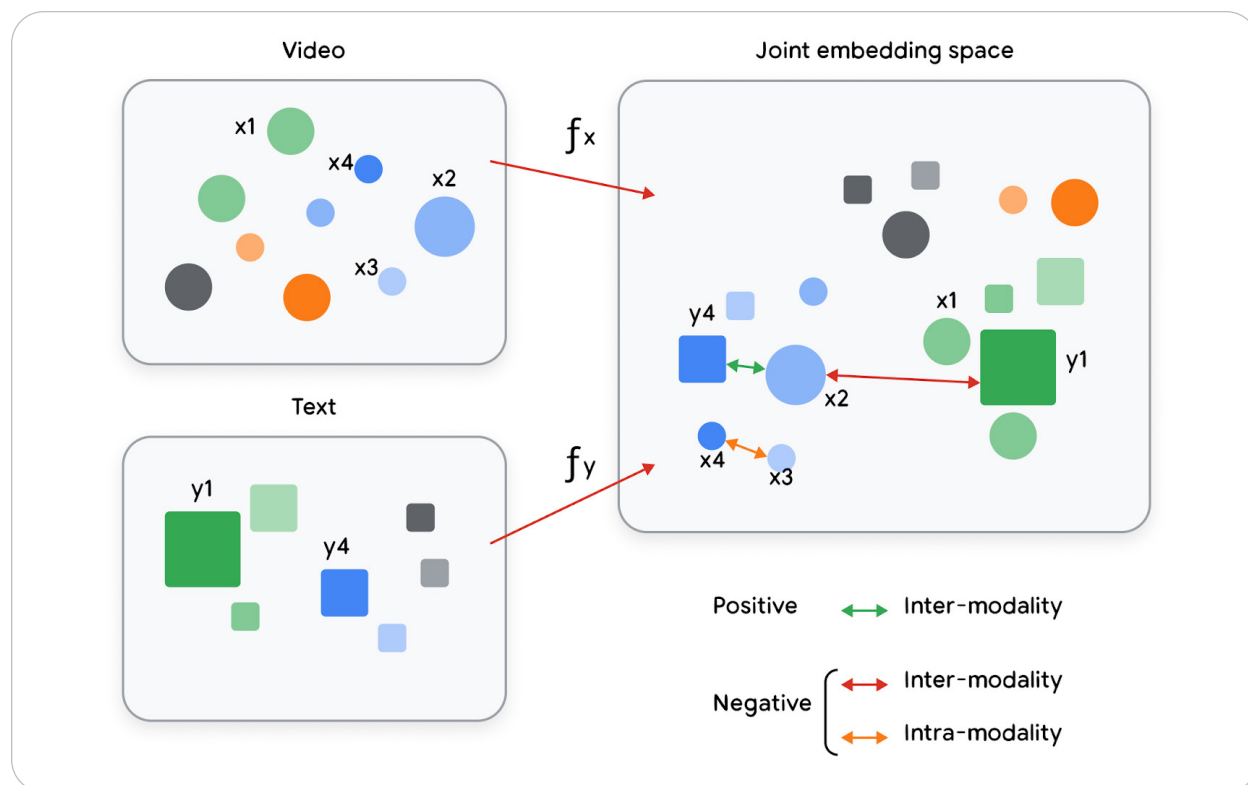 Video
x1
x4
x2
x3
Text
y1
y4
fx
fy
Joint embedding space
y4
x1
y1
x2
x4
x3
Positive
Inter-modality
Negative
Inter-modality
Intra-modality